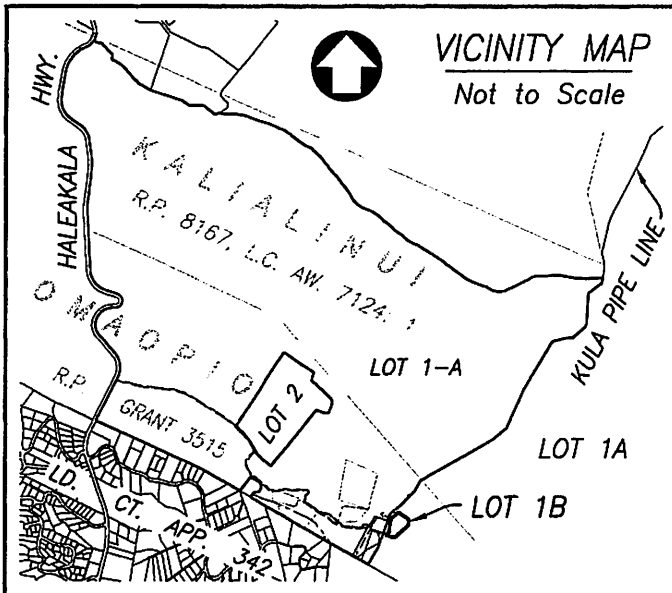 VICINITY MAP
Not to Scale
HALEAKALA HWY.
KALIALINUI
R.P. 8167, L.C. AW. 7124: 1
KULA PIPE LINE
OMAOPIO
LOT 1-A
R.P. GRANT 3515
LOT 2
LOT 1A
LOT 1B
LD. CT. APP. 342